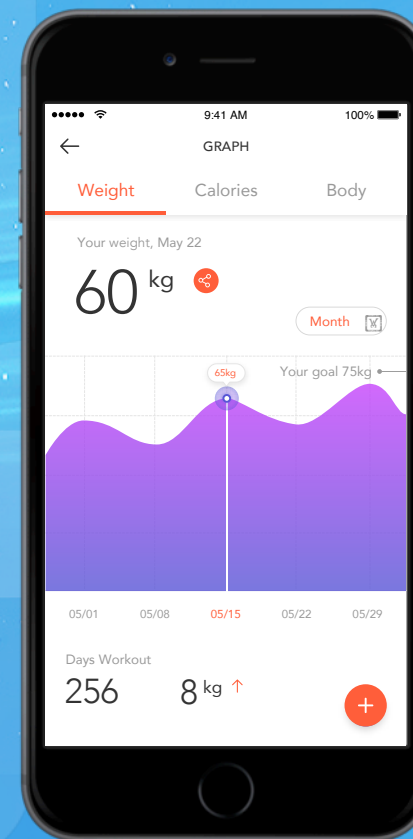 9:41 AM
100%
GRAPH
Weight
Calories
Body
Your weight, May 22
60 kg
Month
65kg
Your goal 75kg
05/01
05/08
05/15
05/22
05/29
Days Workout
256
8 kg ↑